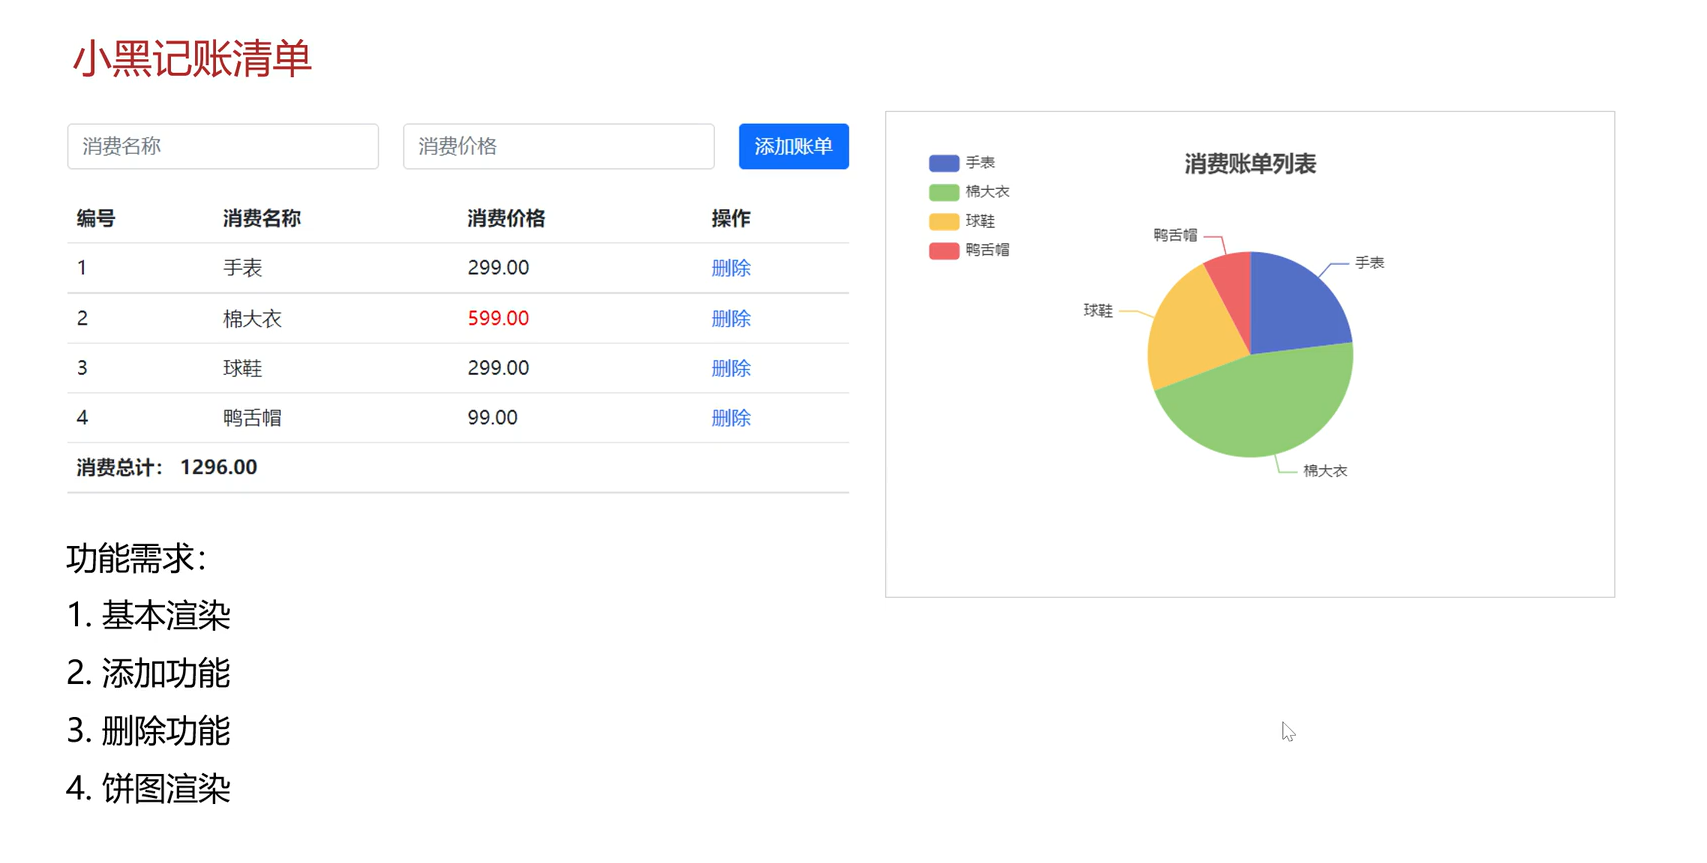 小黑记账清单
消费名称 消费价格 添加账单
编号 消费名称 消费价格 操作
1 手表 299.00 删除
2 棉大衣 599.00 删除
3 球鞋 299.00 删除
4 鸭舌帽 99.00 删除
消费总计： 1296.00
消费账单列表
手表
棉大衣
球鞋
鸭舌帽
鸭舌帽
手表
球鞋
棉大衣
功能需求：
1. 基本渲染
2. 添加功能
3. 删除功能
4. 饼图渲染